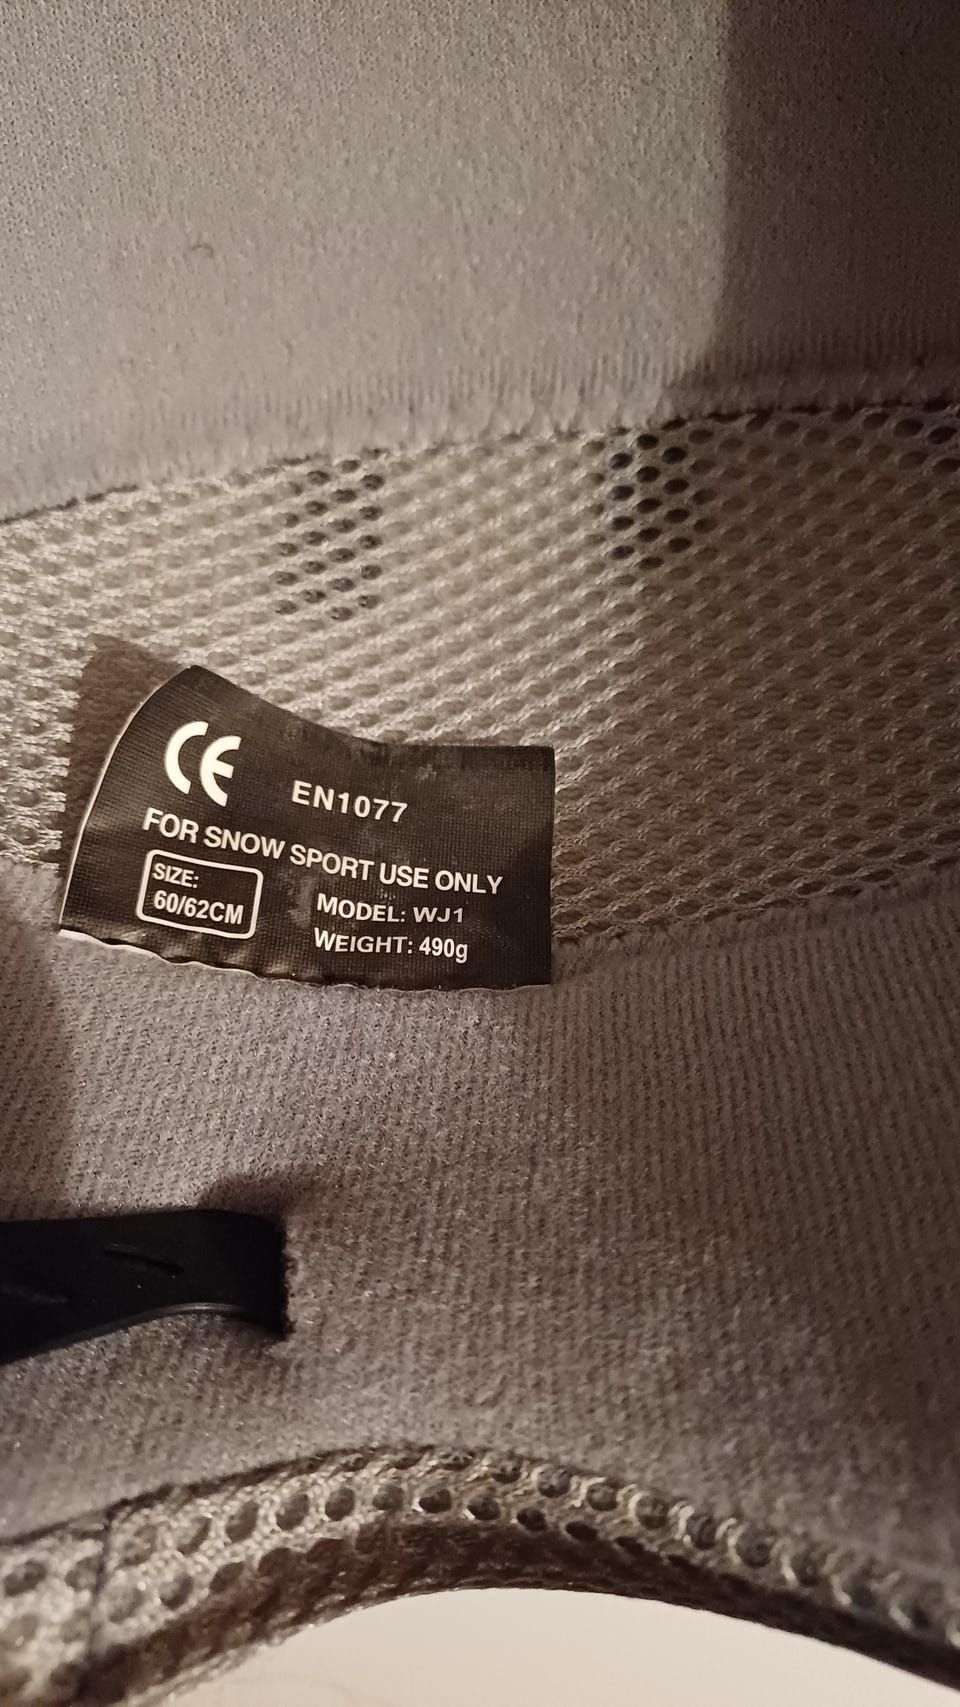 CE
EN1077
FOR SNOW SPORT USE ONLY
SIZE:
60/62CM
MODEL: WJ1
WEIGHT: 490g